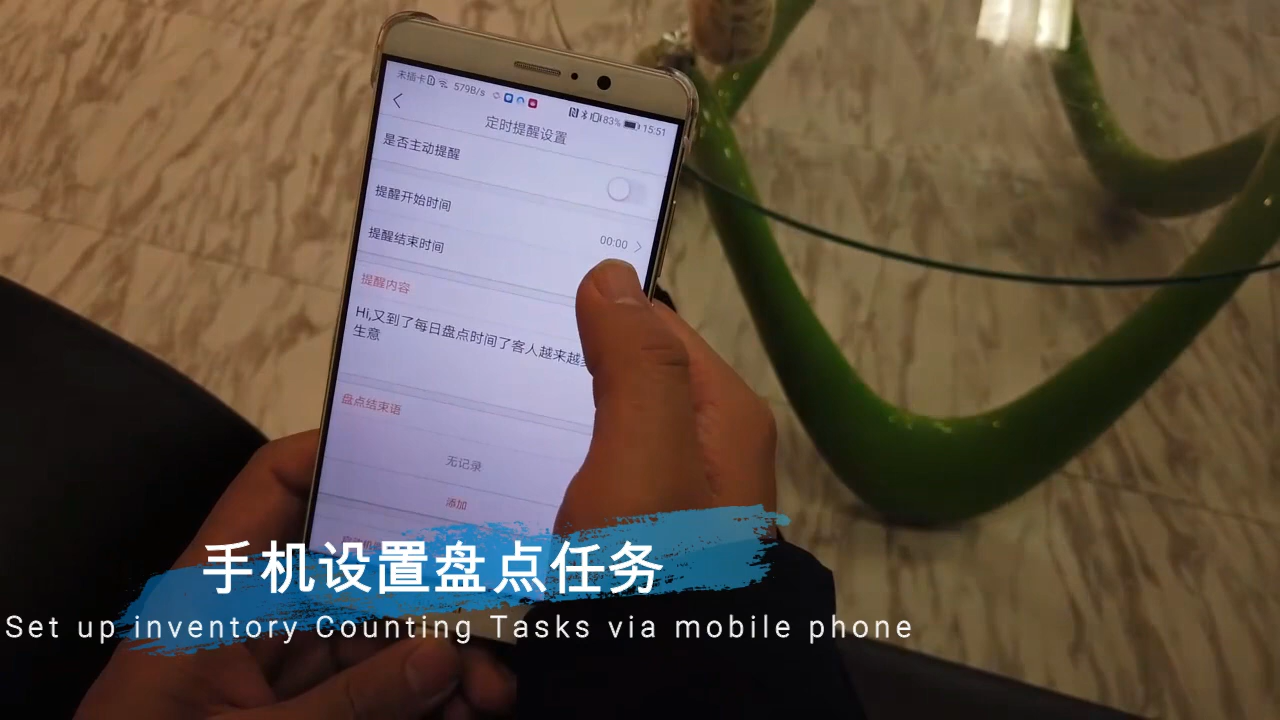 未插卡 579B/s 83% 15:51
定时提醒设置
是否主动提醒
提醒开始时间
00:00
提醒结束时间
提醒内容
Hi,又到了每日盘点时间了客人越来越
生意
盘点结束语
无记录
添加
手机设置盘点任务
Set up inventory Counting Tasks via mobile phone